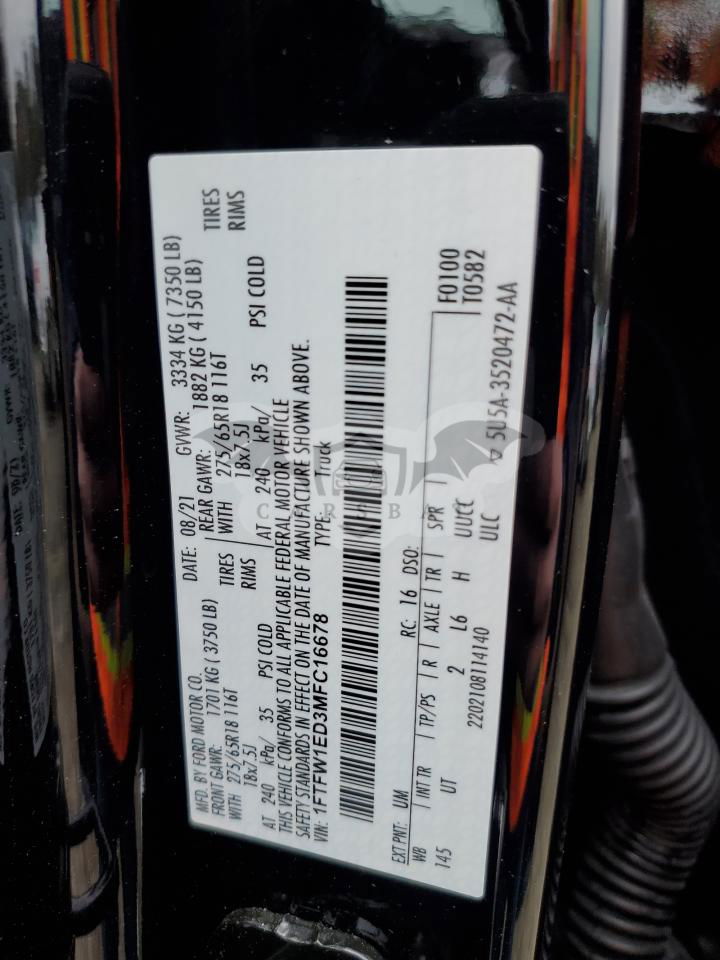 MFD. BY FORD MOTOR CO.
DATE: 08/21 GVWR: 3334 KG ( 7350 LB)
FRONT GAWR: 1701 KG ( 3750 LB) REAR GAWR: 1882 KG ( 4150 LB)
WITH 275/65R18 116T TIRES WITH 275/65R18 116T TIRES
18x7.5J RIMS 18x7.5J RIMS
AT 240 kPa/ 35 PSI COLD AT 240 kPa/ 35 PSI COLD
THIS VEHICLE CONFORMS TO ALL APPLICABLE FEDERAL MOTOR VEHICLE
SAFETY STANDARDS IN EFFECT ON THE DATE OF MANUFACTURE SHOWN ABOVE.
VIN: 1FTFW1ED3MFC16678 TYPE: Truck
EXT PNT: UM RC: 16 DSO: F0100
WB INT TR TP/PS R AXLE TR SPR T0582
145 UT 2 L6 H UUCC
2202108114140 ULC 5U5A-3520472-AA